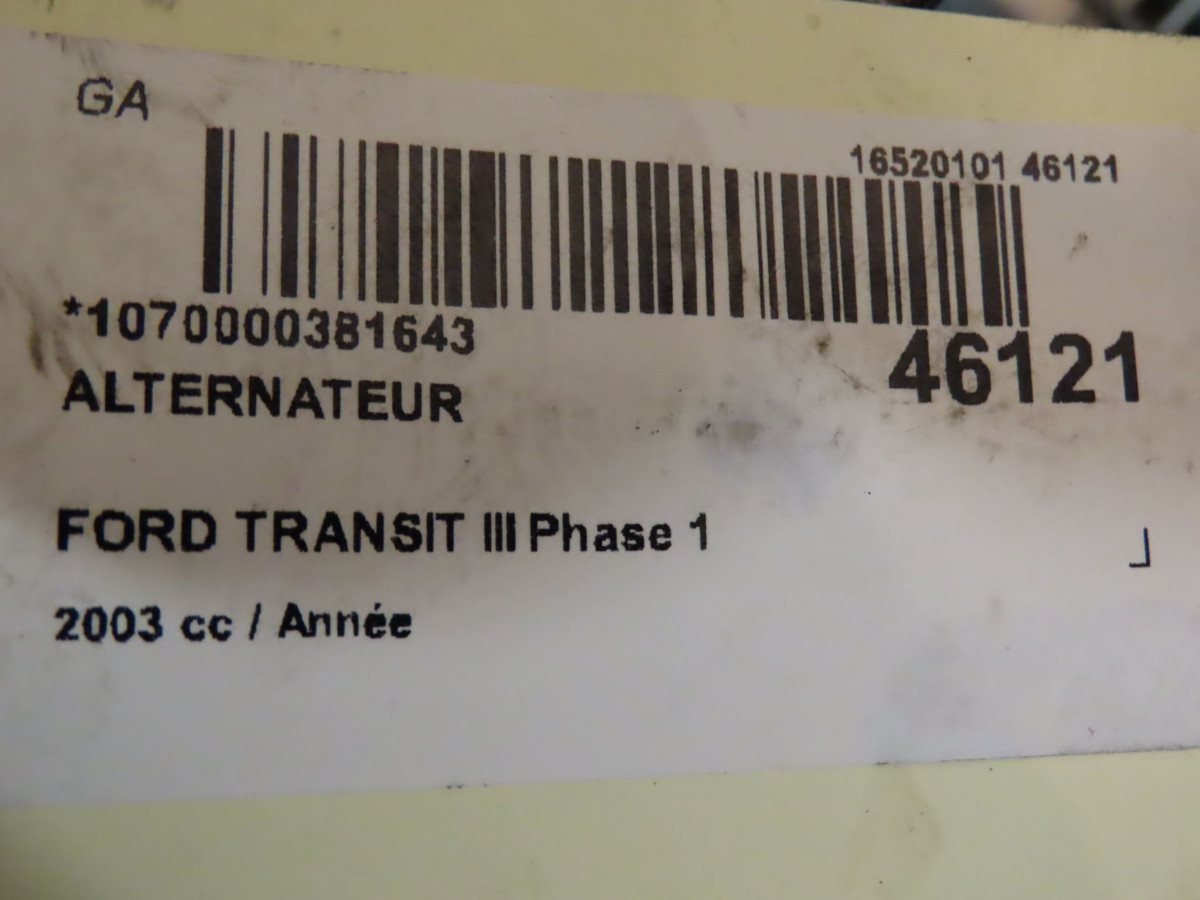 GA
16520101 46121
*1070000381643
46121
ALTERNATEUR
FORD TRANSIT III Phase 1
2003 cc / Année